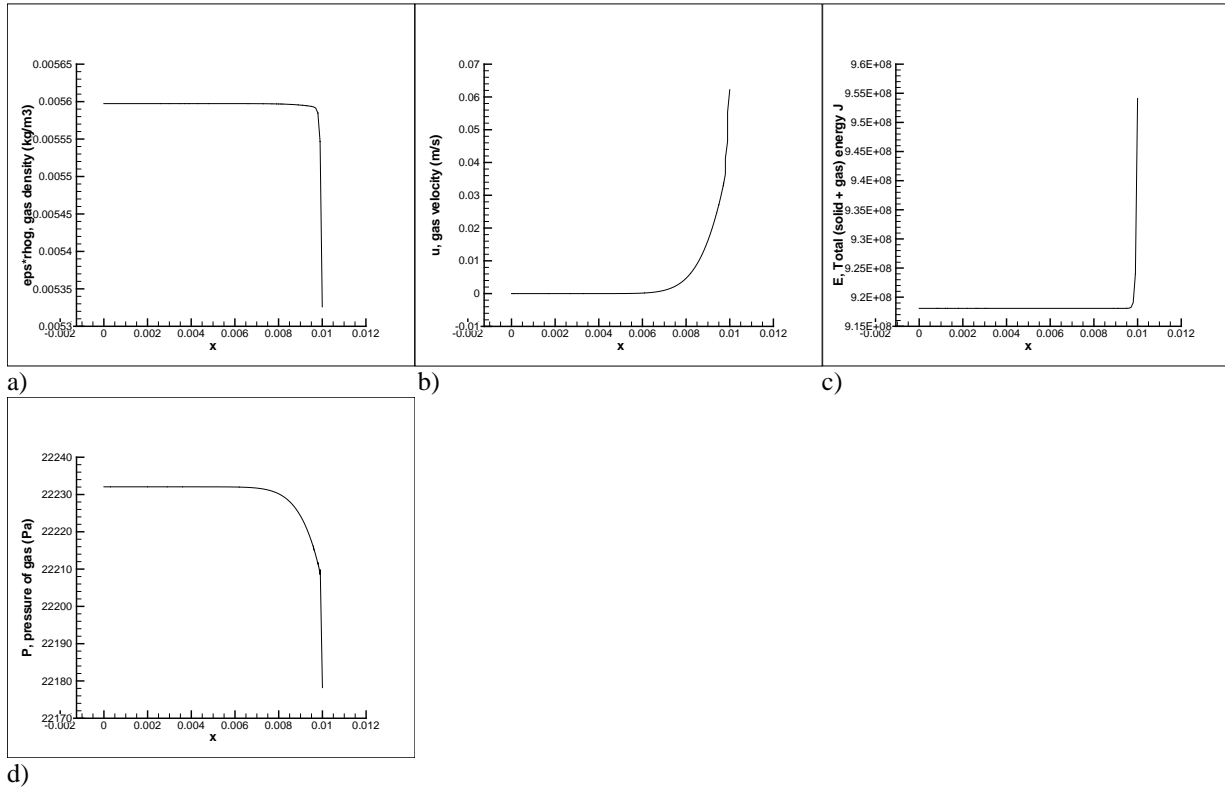 0.00565
0.0056
0.00555
0.0055
0.00545
0.0054
0.00535
0.0053
-0.002 0 0.002 0.004 0.006 0.008 0.010 0.012
x
eps*rhog, gas density (kg/m3)
a)
0.07
0.06
0.05
0.04
0.03
0.02
0.01
0
-0.01
-0.002 0 0.002 0.004 0.006 0.008 0.010 0.012
x
u, gas velocity (m/s)
b)
9.6E+08
9.55E+08
9.5E+08
9.45E+08
9.4E+08
9.35E+08
9.3E+08
9.25E+08
9.2E+08
9.15E+08
-0.002 0 0.002 0.004 0.006 0.008 0.010 0.012
x
E, Total (solid + gas) energy J
c)
22240
22230
22220
22210
22200
22190
22180
22170
-0.002 0 0.002 0.004 0.006 0.008 0.010 0.012
x
P, pressure of gas (Pa)
d)